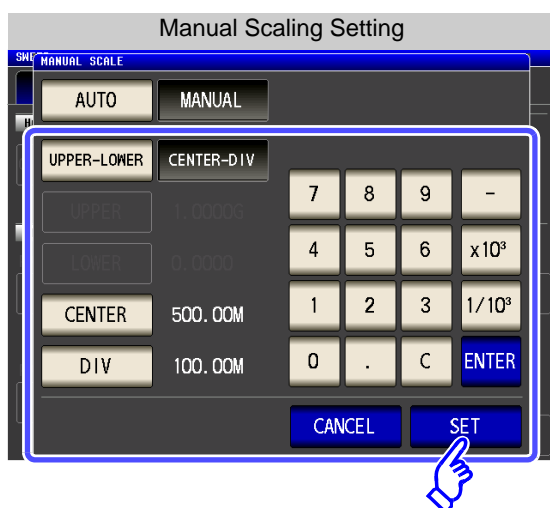 Manual Scaling Setting
SWE
MANUAL SCALE
AUTO MANUAL
UPPER-LOWER CENTER-DIV
UPPER 1.0000G
LOWER 0.0000
CENTER 500.00M
DIV 100.00M
7 8 9 -
4 5 6 x10³
1 2 3 1/10³
0 . C ENTER
CANCEL SET